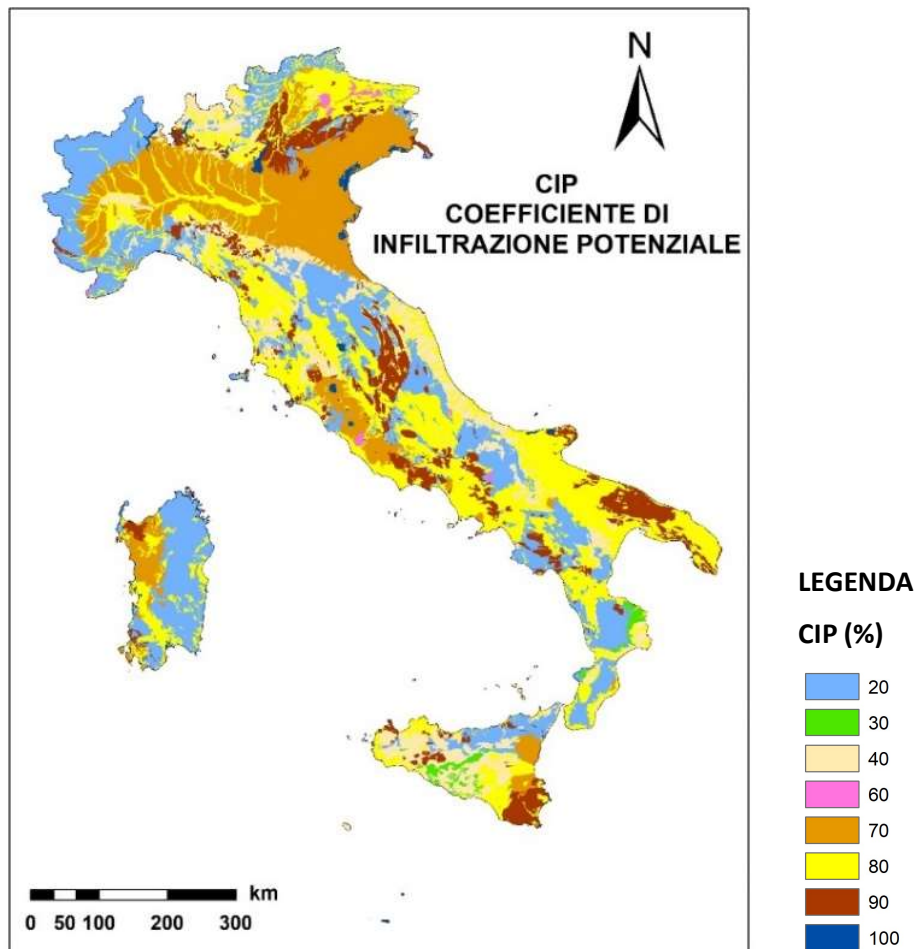 N
CIP
COEFFICIENTE DI
INFILTRAZIONE POTENZIALE
LEGENDA
CIP (%)
20
30
40
60
70
80
90
100
km
0 50 100 200 300